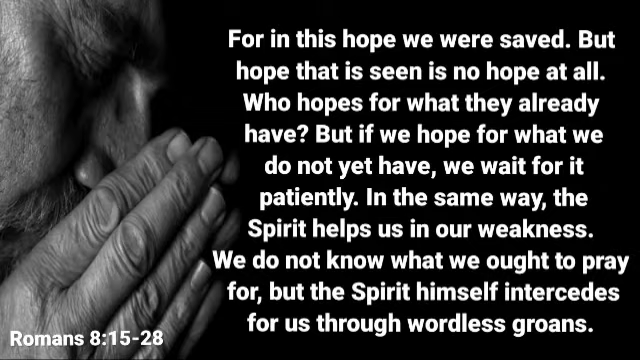 For in this hope we were saved. But
hope that is seen is no hope at all.
Who hopes for what they already
have? But if we hope for what we
do not yet have, we wait for it
patiently. In the same way, the
Spirit helps us in our weakness.
We do not know what we ought to pray
for, but the Spirit himself intercedes
for us through wordless groans.
Romans 8:15-28